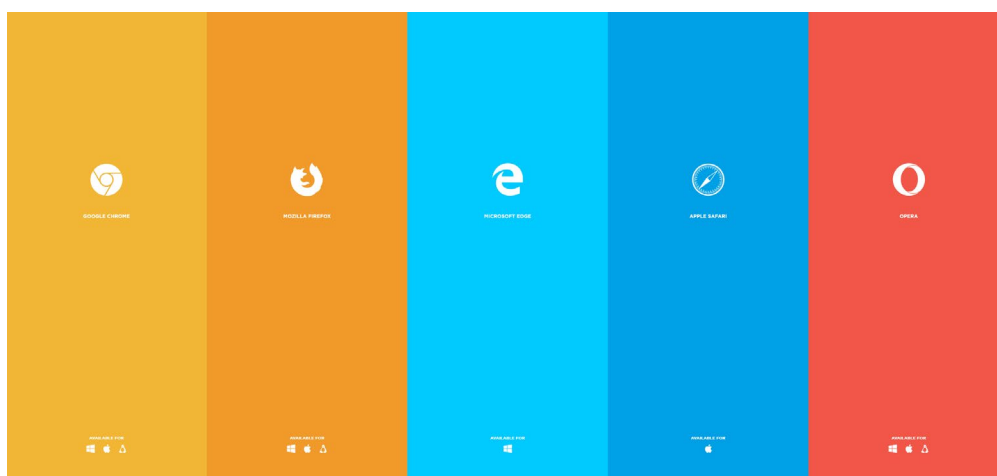 GOOGLE CHROME
MOZILLA FIREFOX
MICROSOFT EDGE
APPLE SAFARI
OPERA
AVAILABLE FOR
AVAILABLE FOR
AVAILABLE FOR
AVAILABLE FOR
AVAILABLE FOR